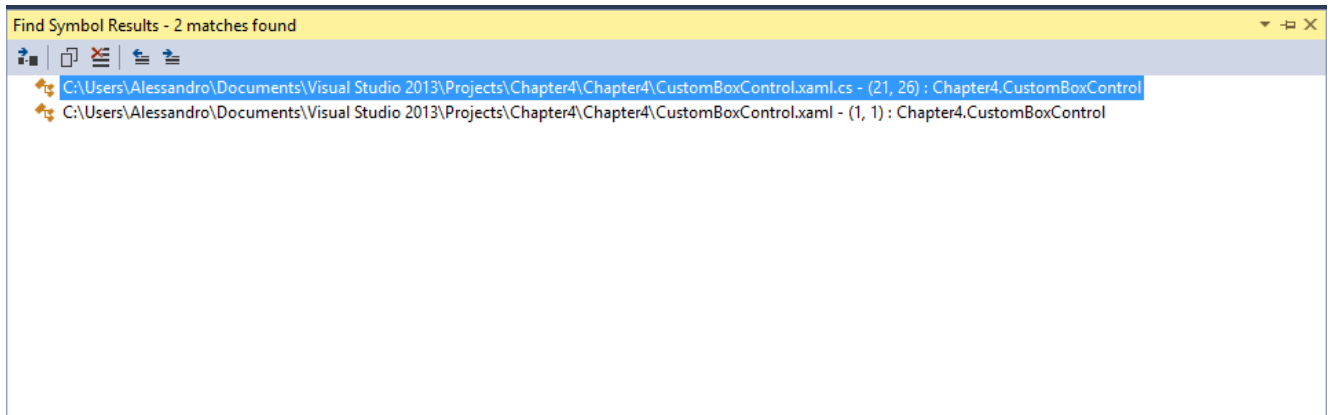 Find Symbol Results - 2 matches found
C:\Users\Alessandro\Documents\Visual Studio 2013\Projects\Chapter4\Chapter4\CustomBoxControl.xaml.cs - (21, 26) : Chapter4.CustomBoxControl
C:\Users\Alessandro\Documents\Visual Studio 2013\Projects\Chapter4\Chapter4\CustomBoxControl.xaml - (1, 1) : Chapter4.CustomBoxControl